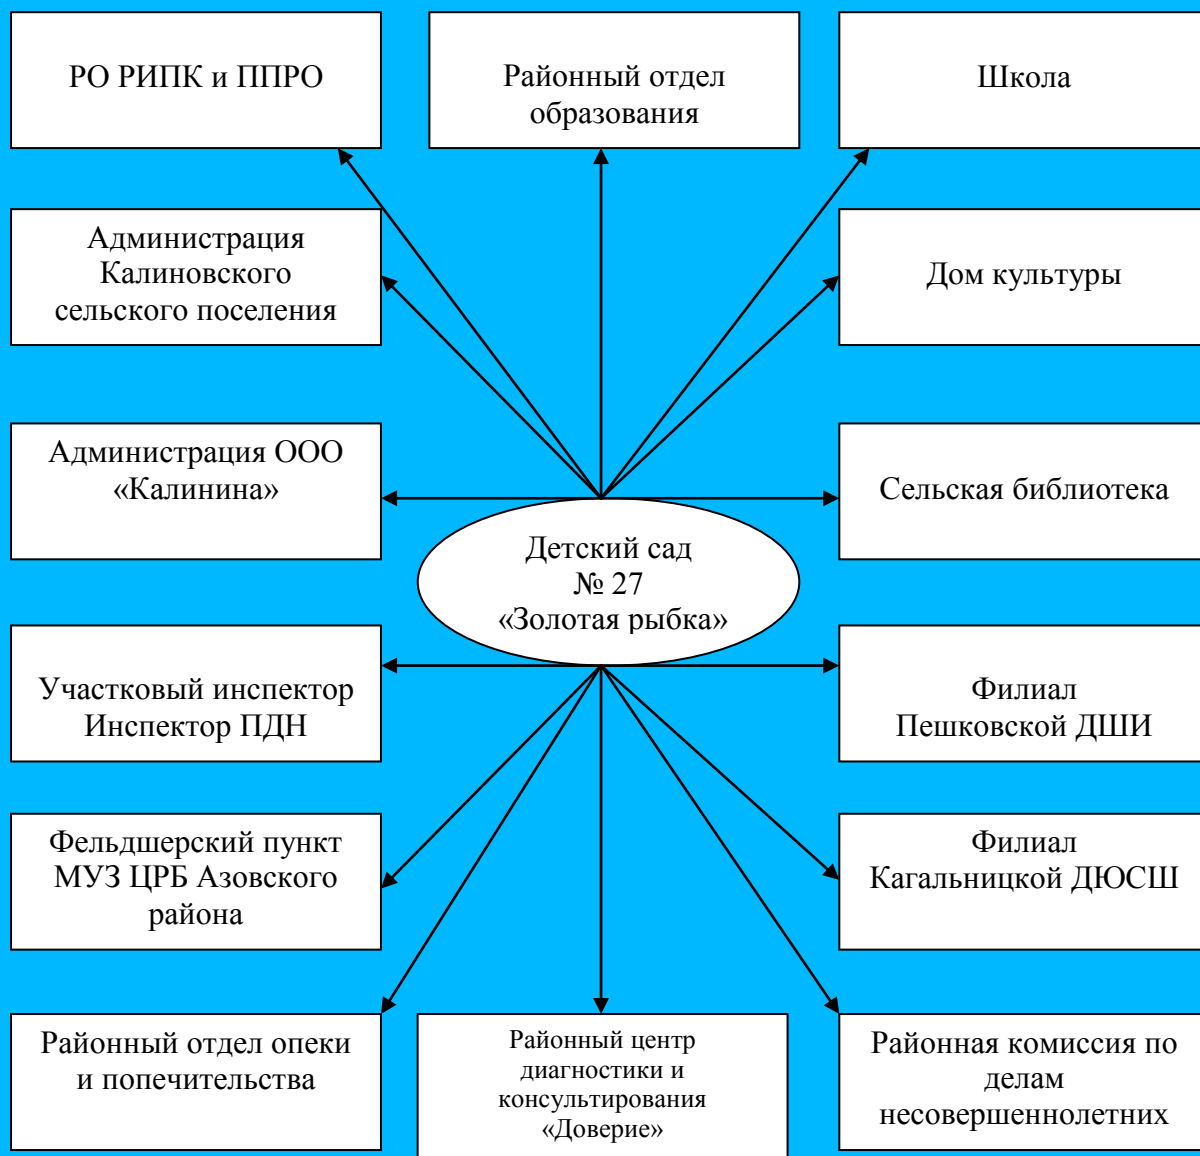 РО РИПК и ППРО
Районный отдел
образования
Школа
Администрация
Калиновского
сельского поселения
Дом культуры
Администрация ООО
«Калинина»
Сельская библиотека
Детский сад
№ 27
«Золотая рыбка»
Участковый инспектор
Инспектор ПДН
Филиал
Пешковской ДШИ
Фельдшерский пункт
МУЗ ЦРБ Азовского
района
Филиал
Кагальницкой ДЮСШ
Районный отдел опеки
и попечительства
Районный центр
диагностики и
консультирования
«Доверие»
Районная комиссия по
делам
несовершеннолетних